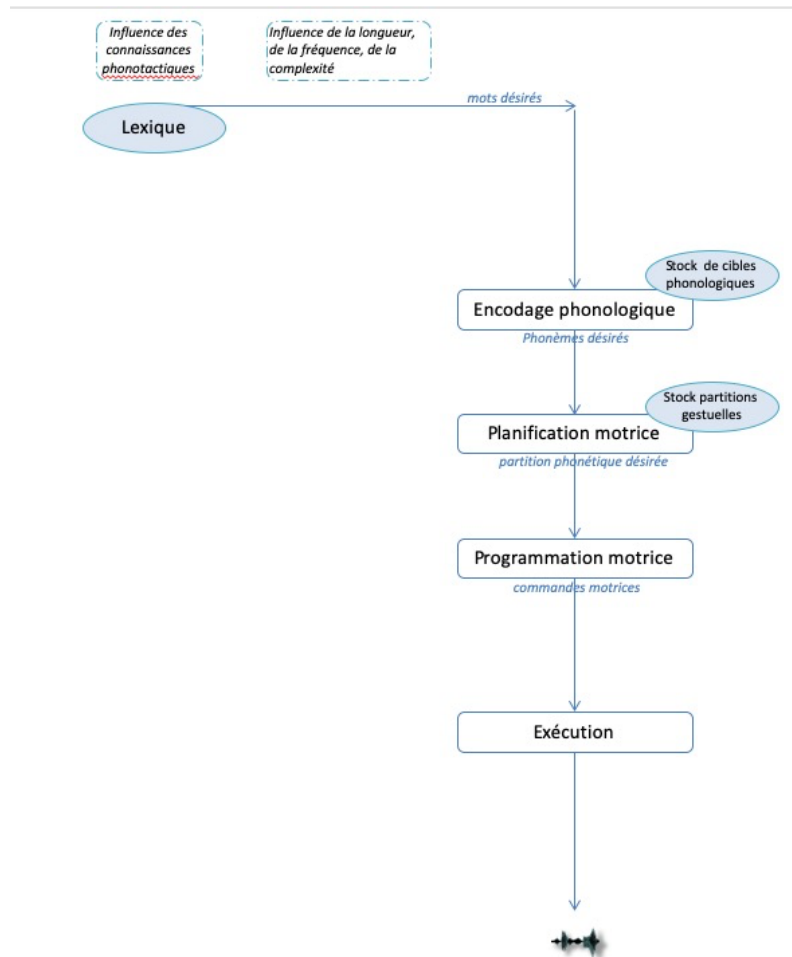 Influence des
connaissances
phonotactiques
Influence de la longueur,
de la fréquence, de la
complexité
mots désirés
Lexique
Stock de cibles
phonologiques
Encodage phonologique
Phonèmes désirés
Stock partitions
gestuelles
Planification motrice
partition phonétique désirée
Programmation motrice
commandes motrices
Exécution